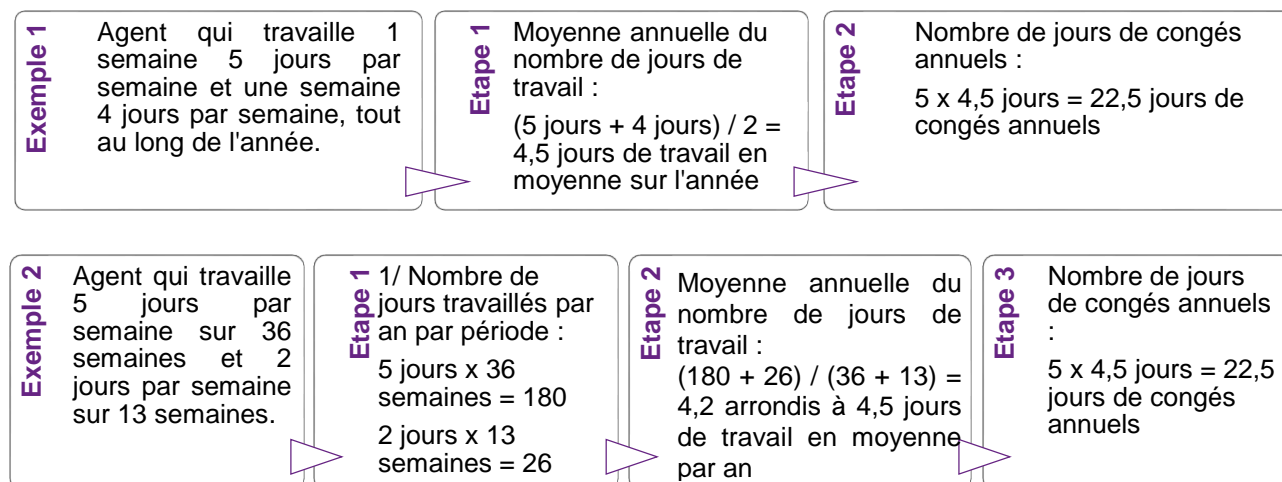 Exemple 1
Agent qui travaille 1
semaine 5 jours par
semaine et une semaine
4 jours par semaine, tout
au long de l'année.
Etape 1
Moyenne annuelle du
nombre de jours de
travail :
(5 jours + 4 jours) / 2 =
4,5 jours de travail en
moyenne sur l'année
Etape 2
Nombre de jours de congés
annuels :
5 x 4,5 jours = 22,5 jours de
congés annuels
Exemple 2
Agent qui travaille
5 jours par
semaine sur 36
semaines et 2
jours par semaine
sur 13 semaines.
Etape 1
1/ Nombre de
jours travaillés par
an par période :
5 jours x 36
semaines = 180
2 jours x 13
semaines = 26
Etape 2
Moyenne annuelle du
nombre de jours de
travail :
(180 + 26) / (36 + 13) =
4,2 arrondis à 4,5 jours
de travail en moyenne
par an
Etape 3
Nombre de jours
de congés annuels
:
5 x 4,5 jours = 22,5
jours de congés
annuels